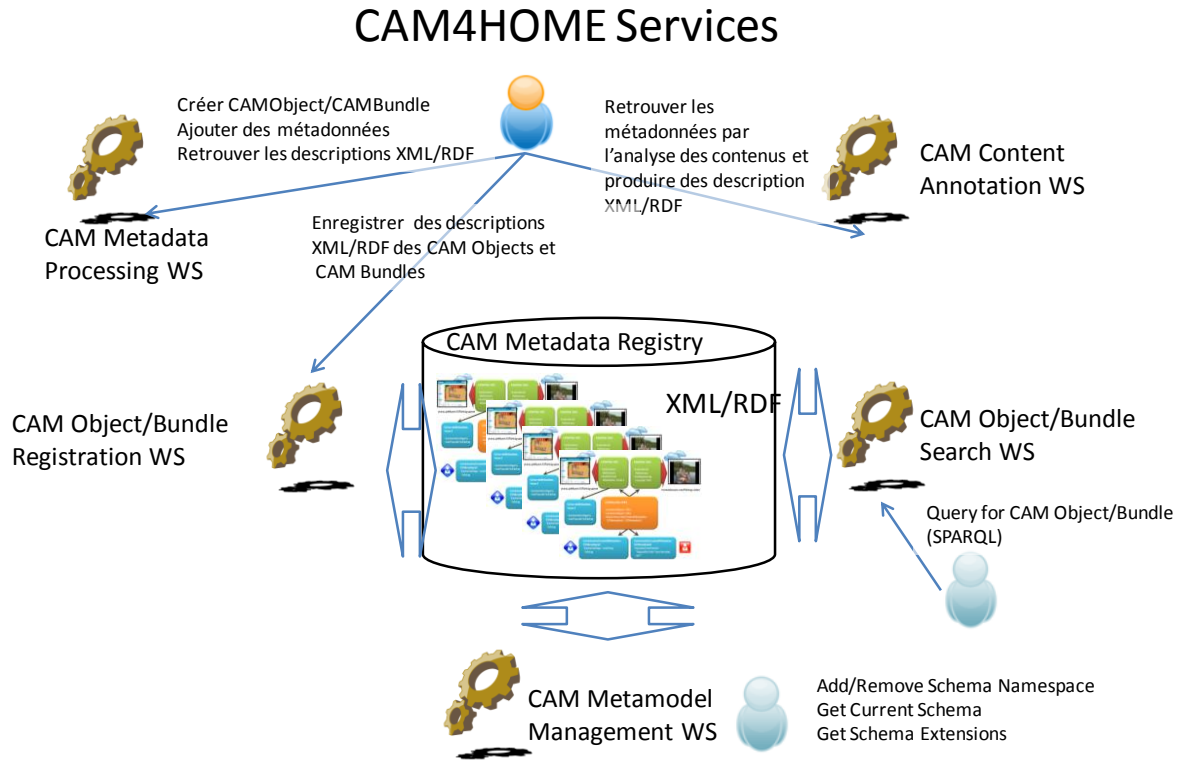 CAM4HOME Services
Créer CAMObject/CAMBundle
Ajouter des métadonnées
Retrouver les descriptions XML/RDF
Retrouver les
métadonnées par
l'analyse des contenus et
produire des description
XML/RDF
CAM Content
Annotation WS
CAM Metadata
Processing WS
Enregistrer des descriptions
XML/RDF des CAM Objects et
CAM Bundles
CAM Metadata Registry
XML/RDF
CAM Object/Bundle
Registration WS
CAM Object/Bundle
Search WS
Query for CAM Object/Bundle
(SPARQL)
CAM Metamodel
Management WS
Add/Remove Schema Namespace
Get Current Schema
Get Schema Extensions